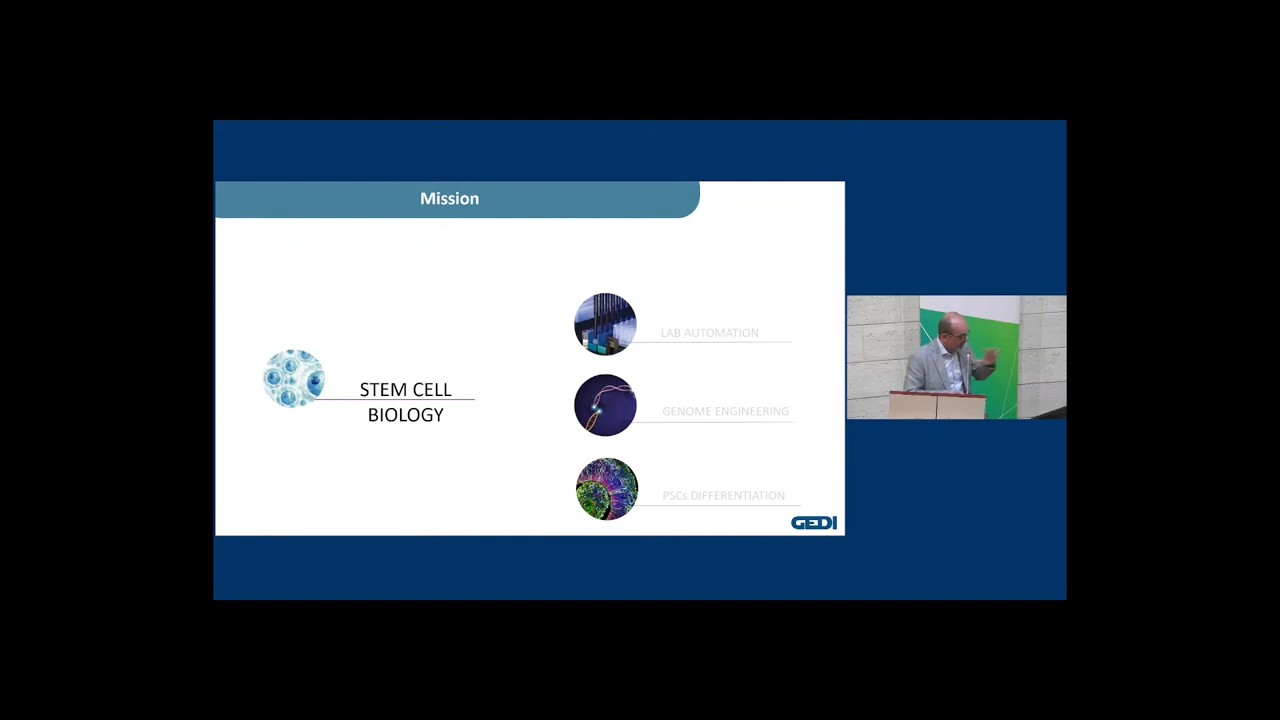 Mission
STEM CELL
BIOLOGY
LAB AUTOMATION
GENOME ENGINEERING
PSCs DIFFERENTIATION
GEDI